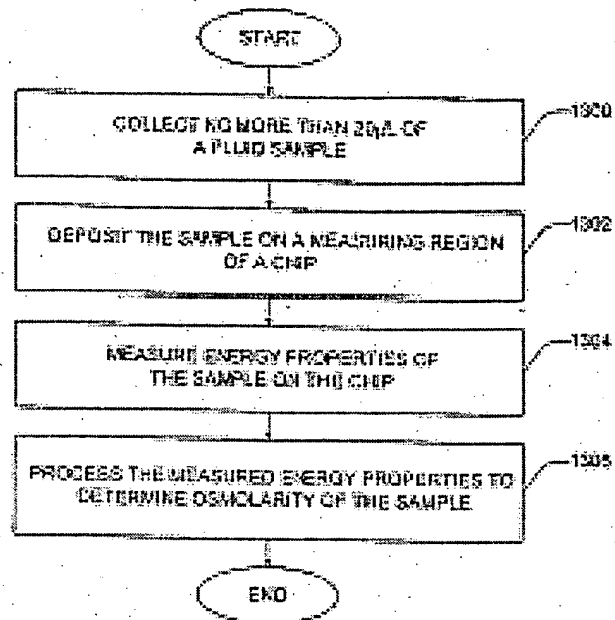 START
COLLECT NO MORE THAN 20μL OF
A FLUID SAMPLE
1300
DEPOSIT THE SAMPLE ON A MEASURING REGION
OF A CHIP
1302
MEASURE ENERGY PROPERTIES OF
THE SAMPLE ON THE CHIP
1304
PROCESS THE MEASURED ENERGY PROPERTIES TO
DETERMINE OSMOLARITY OF THE SAMPLE
1306
END